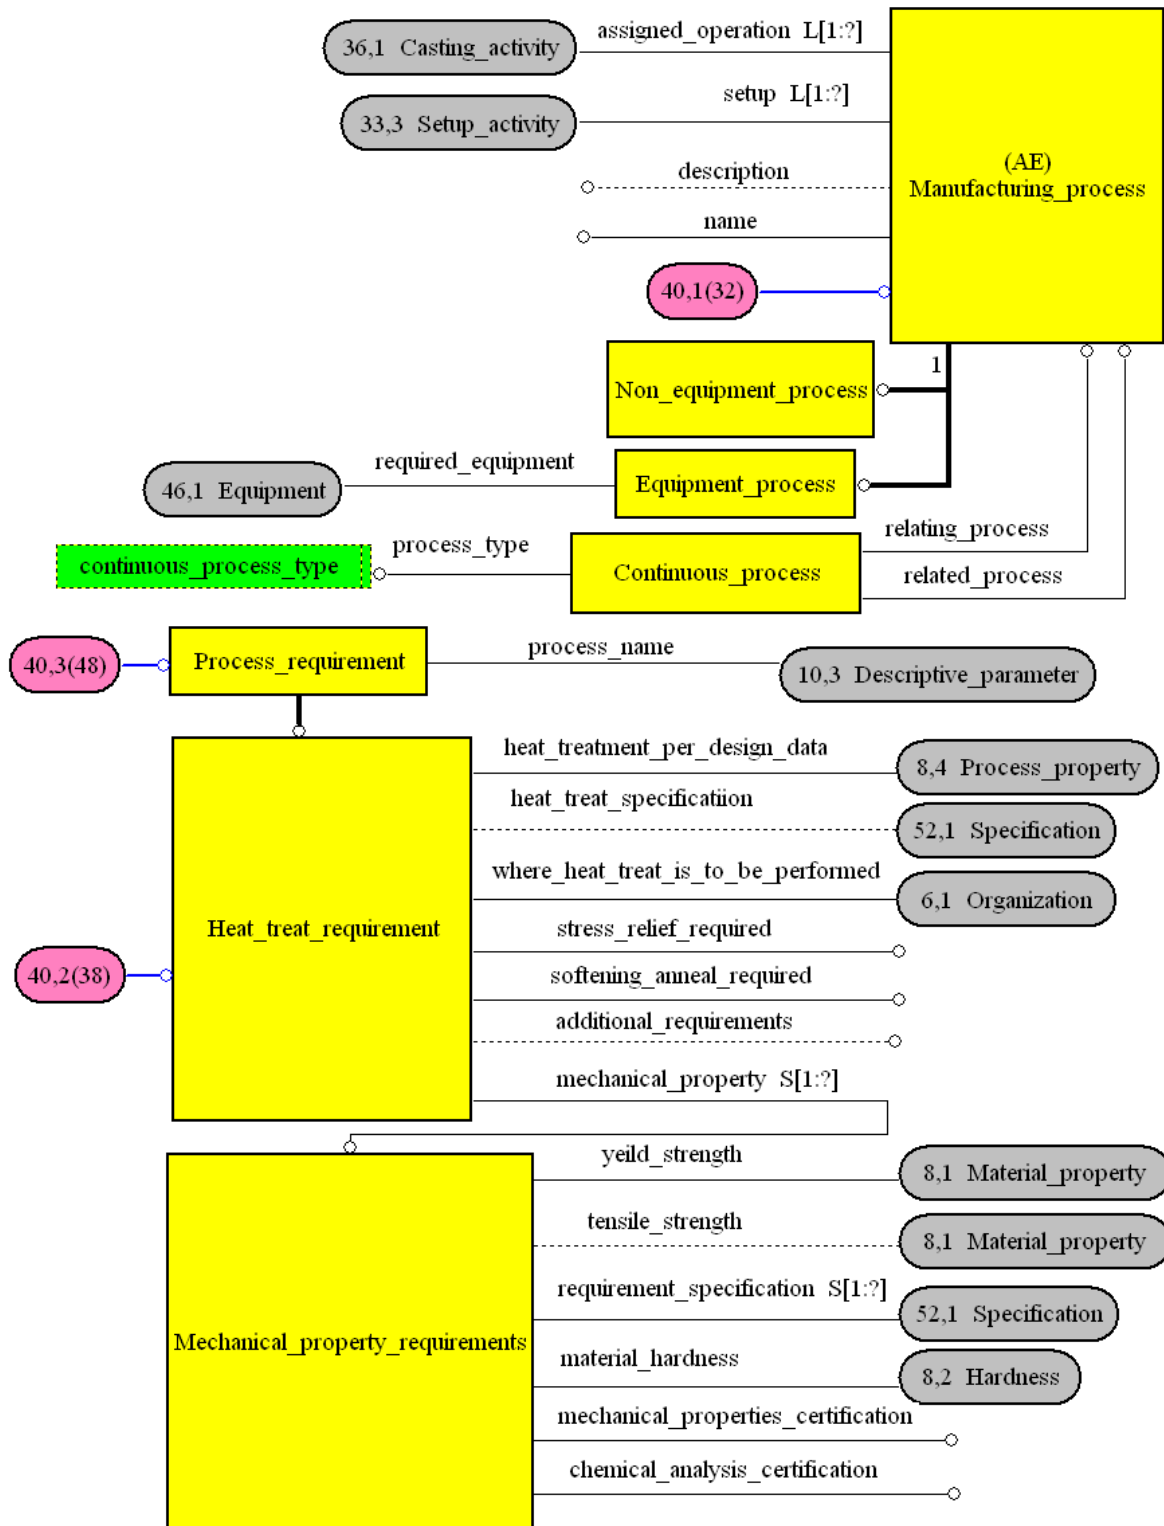 assigned_operation L[1:?]
36,1 Casting_activity
setup L[1:?]
33,3 Setup_activity
(AE)
Manufacturing_process
description
name
40,1(32)
1
Non_equipment_process
required_equipment
46,1 Equipment
Equipment_process
relating_process
process_type
continuous_process_type
Continuous_process
related_process
40,3(48)
Process_requirement
process_name
10,3 Descriptive_parameter
heat_treatment_per_design_data
8,4 Process_property
heat_treat_specificatiion
52,1 Specification
where_heat_treat_is_to_be_performed
6,1 Organization
Heat_treat_requirement
stress_relief_required
40,2(38)
softening_anneal_required
additional_requirements
mechanical_property S[1:?]
yeild_strength
8,1 Material_property
tensile_strength
8,1 Material_property
requirement_specification S[1:?]
52,1 Specification
Mechanical_property_requirements
material_hardness
8,2 Hardness
mechanical_properties_certification
chemical_analysis_certification